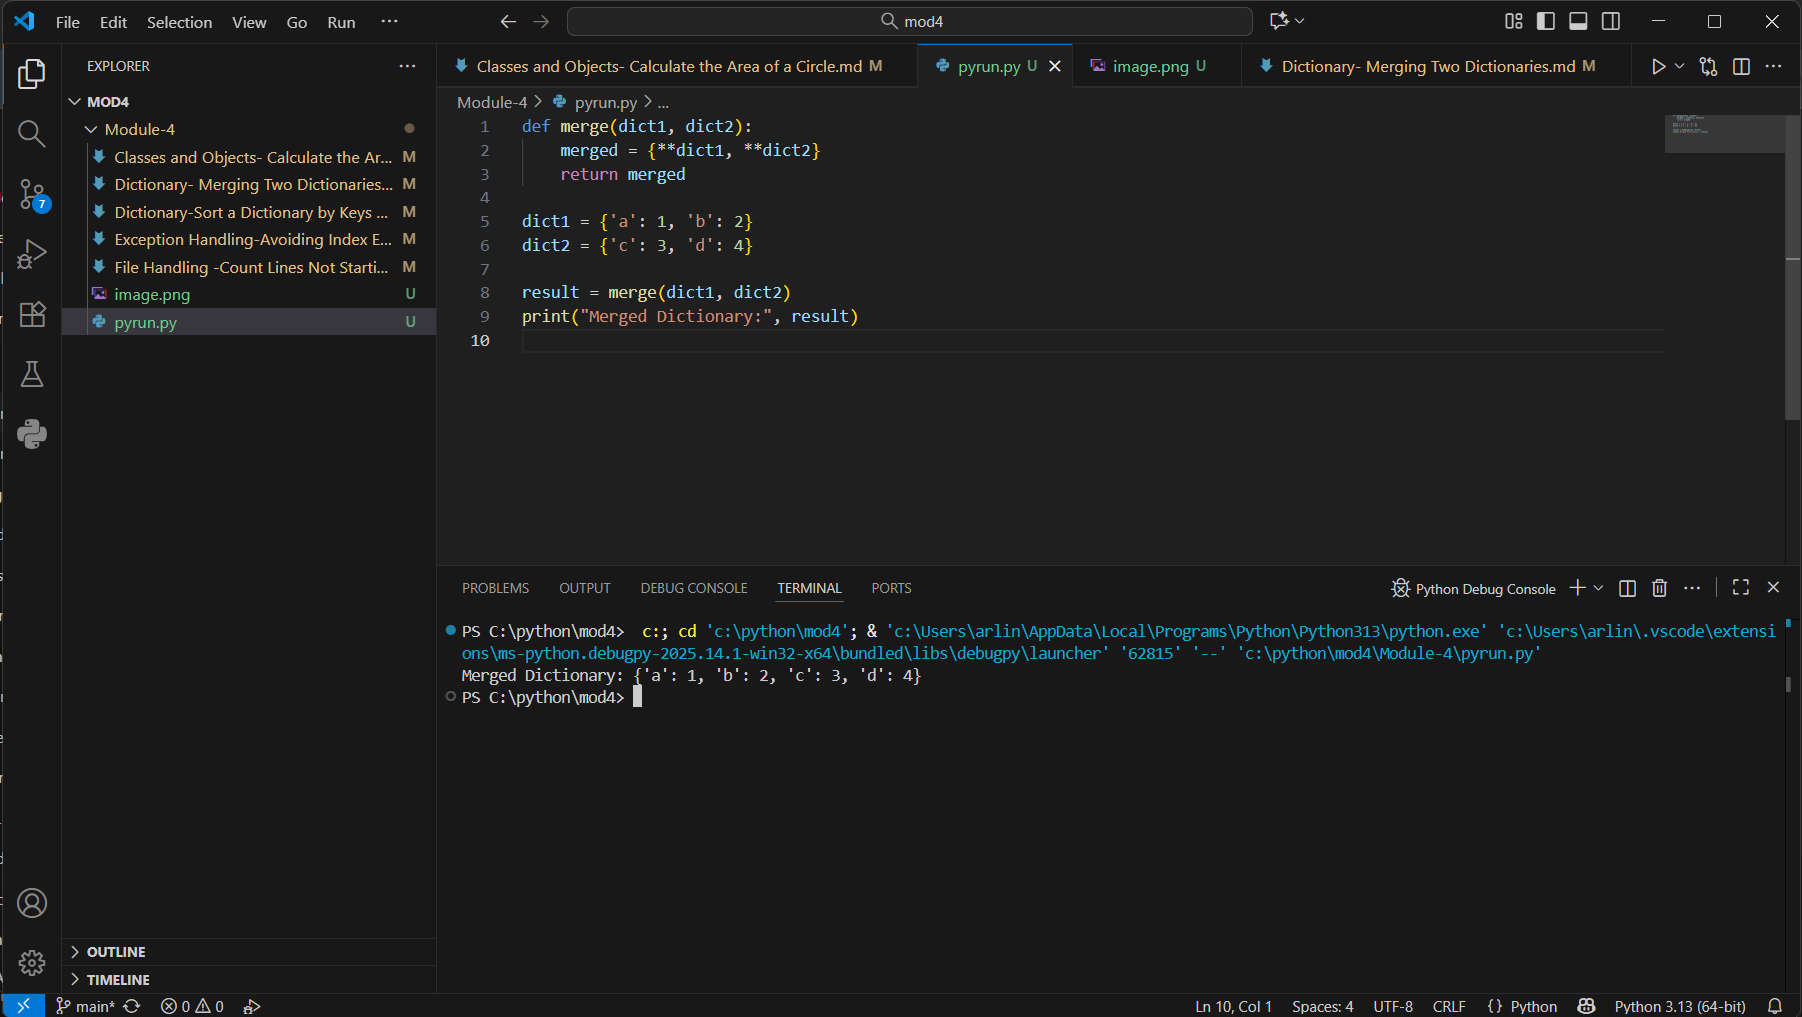 File Edit Selection View Go Run ··· mod4
EXPLORER ···
MOD4
Module-4
Classes and Objects- Calculate the Ar... M
Dictionary- Merging Two Dictionaries... M
Dictionary-Sort a Dictionary by Keys ... M
Exception Handling-Avoiding Index E... M
File Handling -Count Lines Not Starti... M
image.png U
pyrun.py U
7
OUTLINE
TIMELINE
Classes and Objects- Calculate the Area of a Circle.md M pyrun.py U image.png U Dictionary- Merging Two Dictionaries.md M ···
Module-4 > pyrun.py > ...
1 def merge(dict1, dict2):
2 merged = {**dict1, **dict2}
3 return merged
4
5 dict1 = {'a': 1, 'b': 2}
6 dict2 = {'c': 3, 'd': 4}
7
8 result = merge(dict1, dict2)
9 print("Merged Dictionary:", result)
10
PROBLEMS OUTPUT DEBUG CONSOLE TERMINAL PORTS Python Debug Console ···
PS C:\python\mod4> c:; cd 'c:\python\mod4'; & 'c:\Users\arlin\AppData\Local\Programs\Python\Python313\python.exe' 'c:\Users\arlin\.vscode\extensi
ons\ms-python.debugpy-2025.14.1-win32-x64\bundled\libs\debugpy\launcher' '62815' '--' 'c:\python\mod4\Module-4\pyrun.py'
Merged Dictionary: {'a': 1, 'b': 2, 'c': 3, 'd': 4}
PS C:\python\mod4>
main* 0 0 Ln 10, Col 1 Spaces: 4 UTF-8 CRLF {} Python Python 3.13 (64-bit)